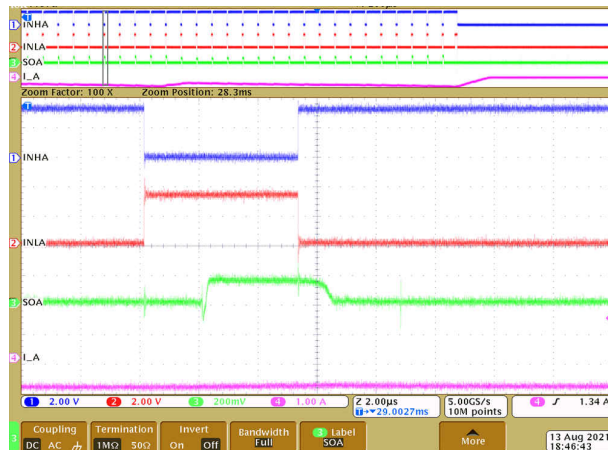 1 INHA
2 INLA
3 SOA
4 I_A
Zoom Factor: 100 X Zoom Position: 28.3ms
1 INHA
2 INLA
3 SOA
4 I_A
1 2.00 V 2 2.00 V 3 200mV 4 1.00 A
Z 2.00μs
T→▼29.0027ms
5.00GS/s
10M points
4 1.34 A
3
Coupling
DC AC
Termination
1MΩ 50Ω
Invert
On Off
Bandwidth
Full
3 Label
SOA
More
13 Aug 2021
18:46:43